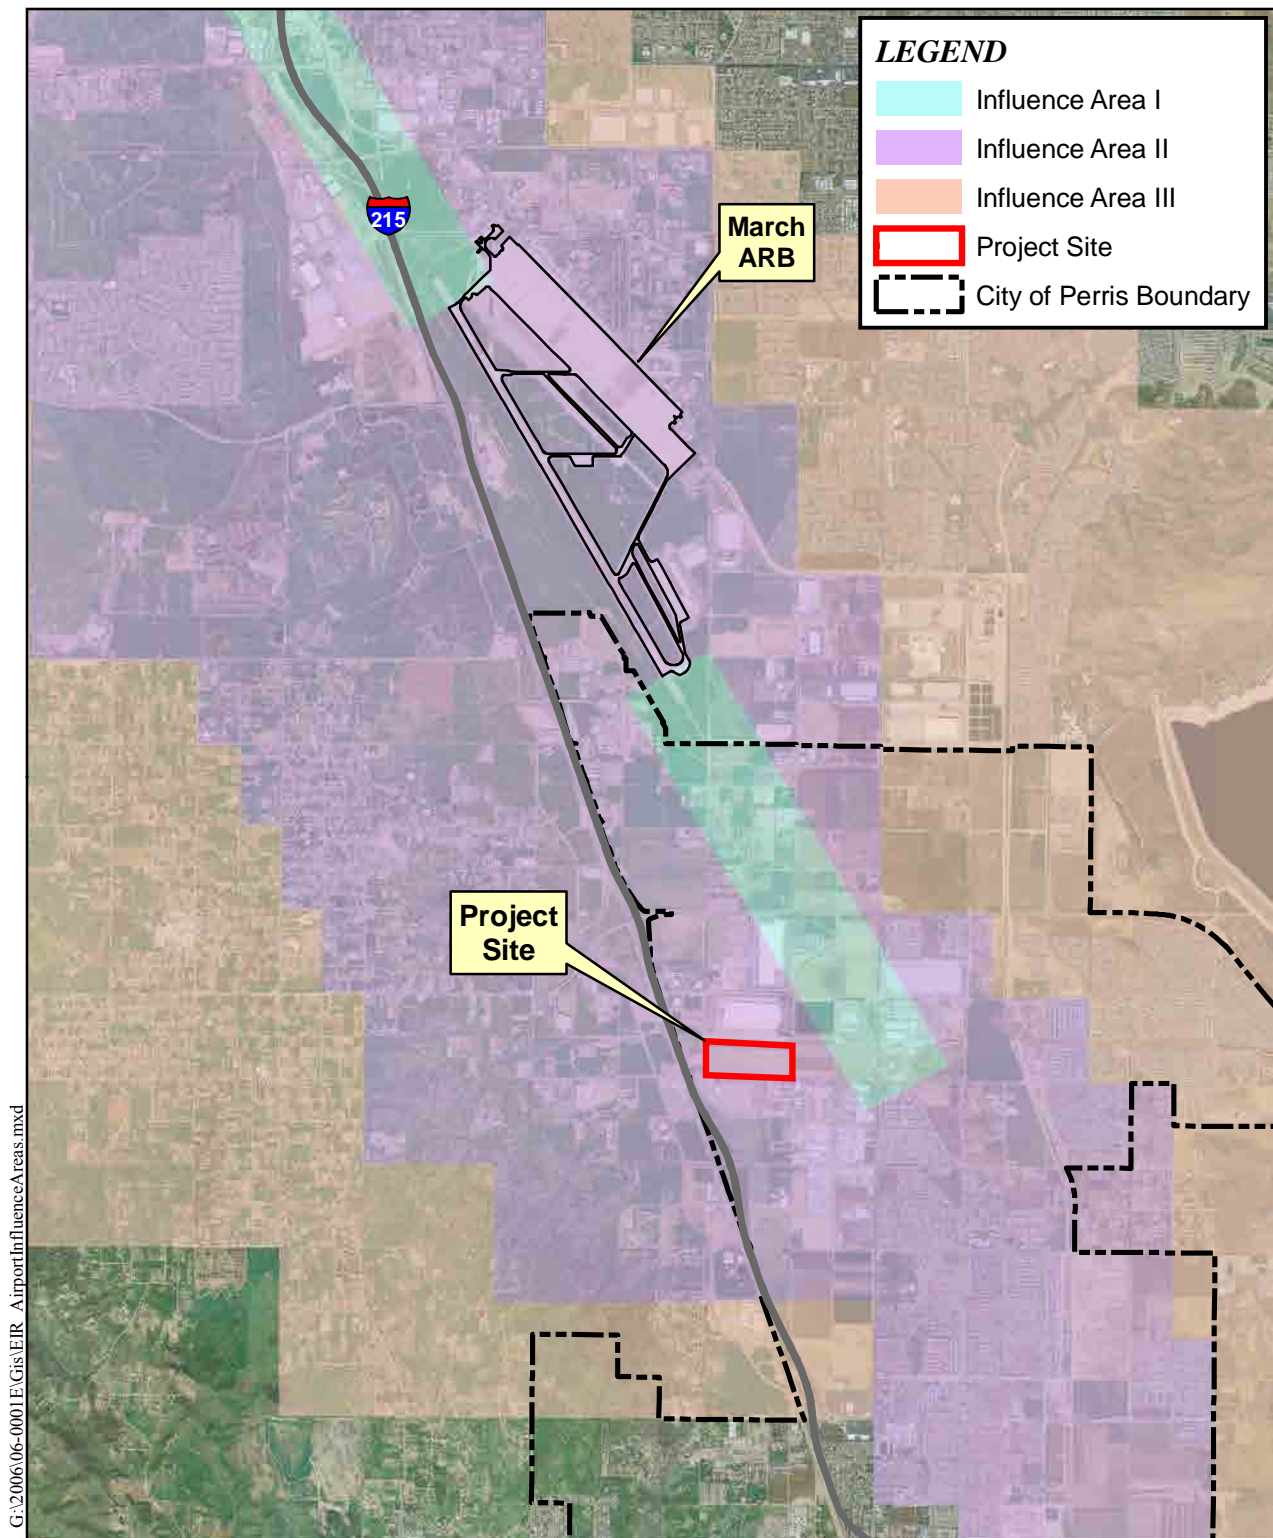 LEGEND
Influence Area I
Influence Area II
Influence Area III
Project Site
City of Perris Boundary
215
March
ARB
Project
Site
G:\2006\06-0001E\Gis\EIR_AirportInfluenceAreas.mxd